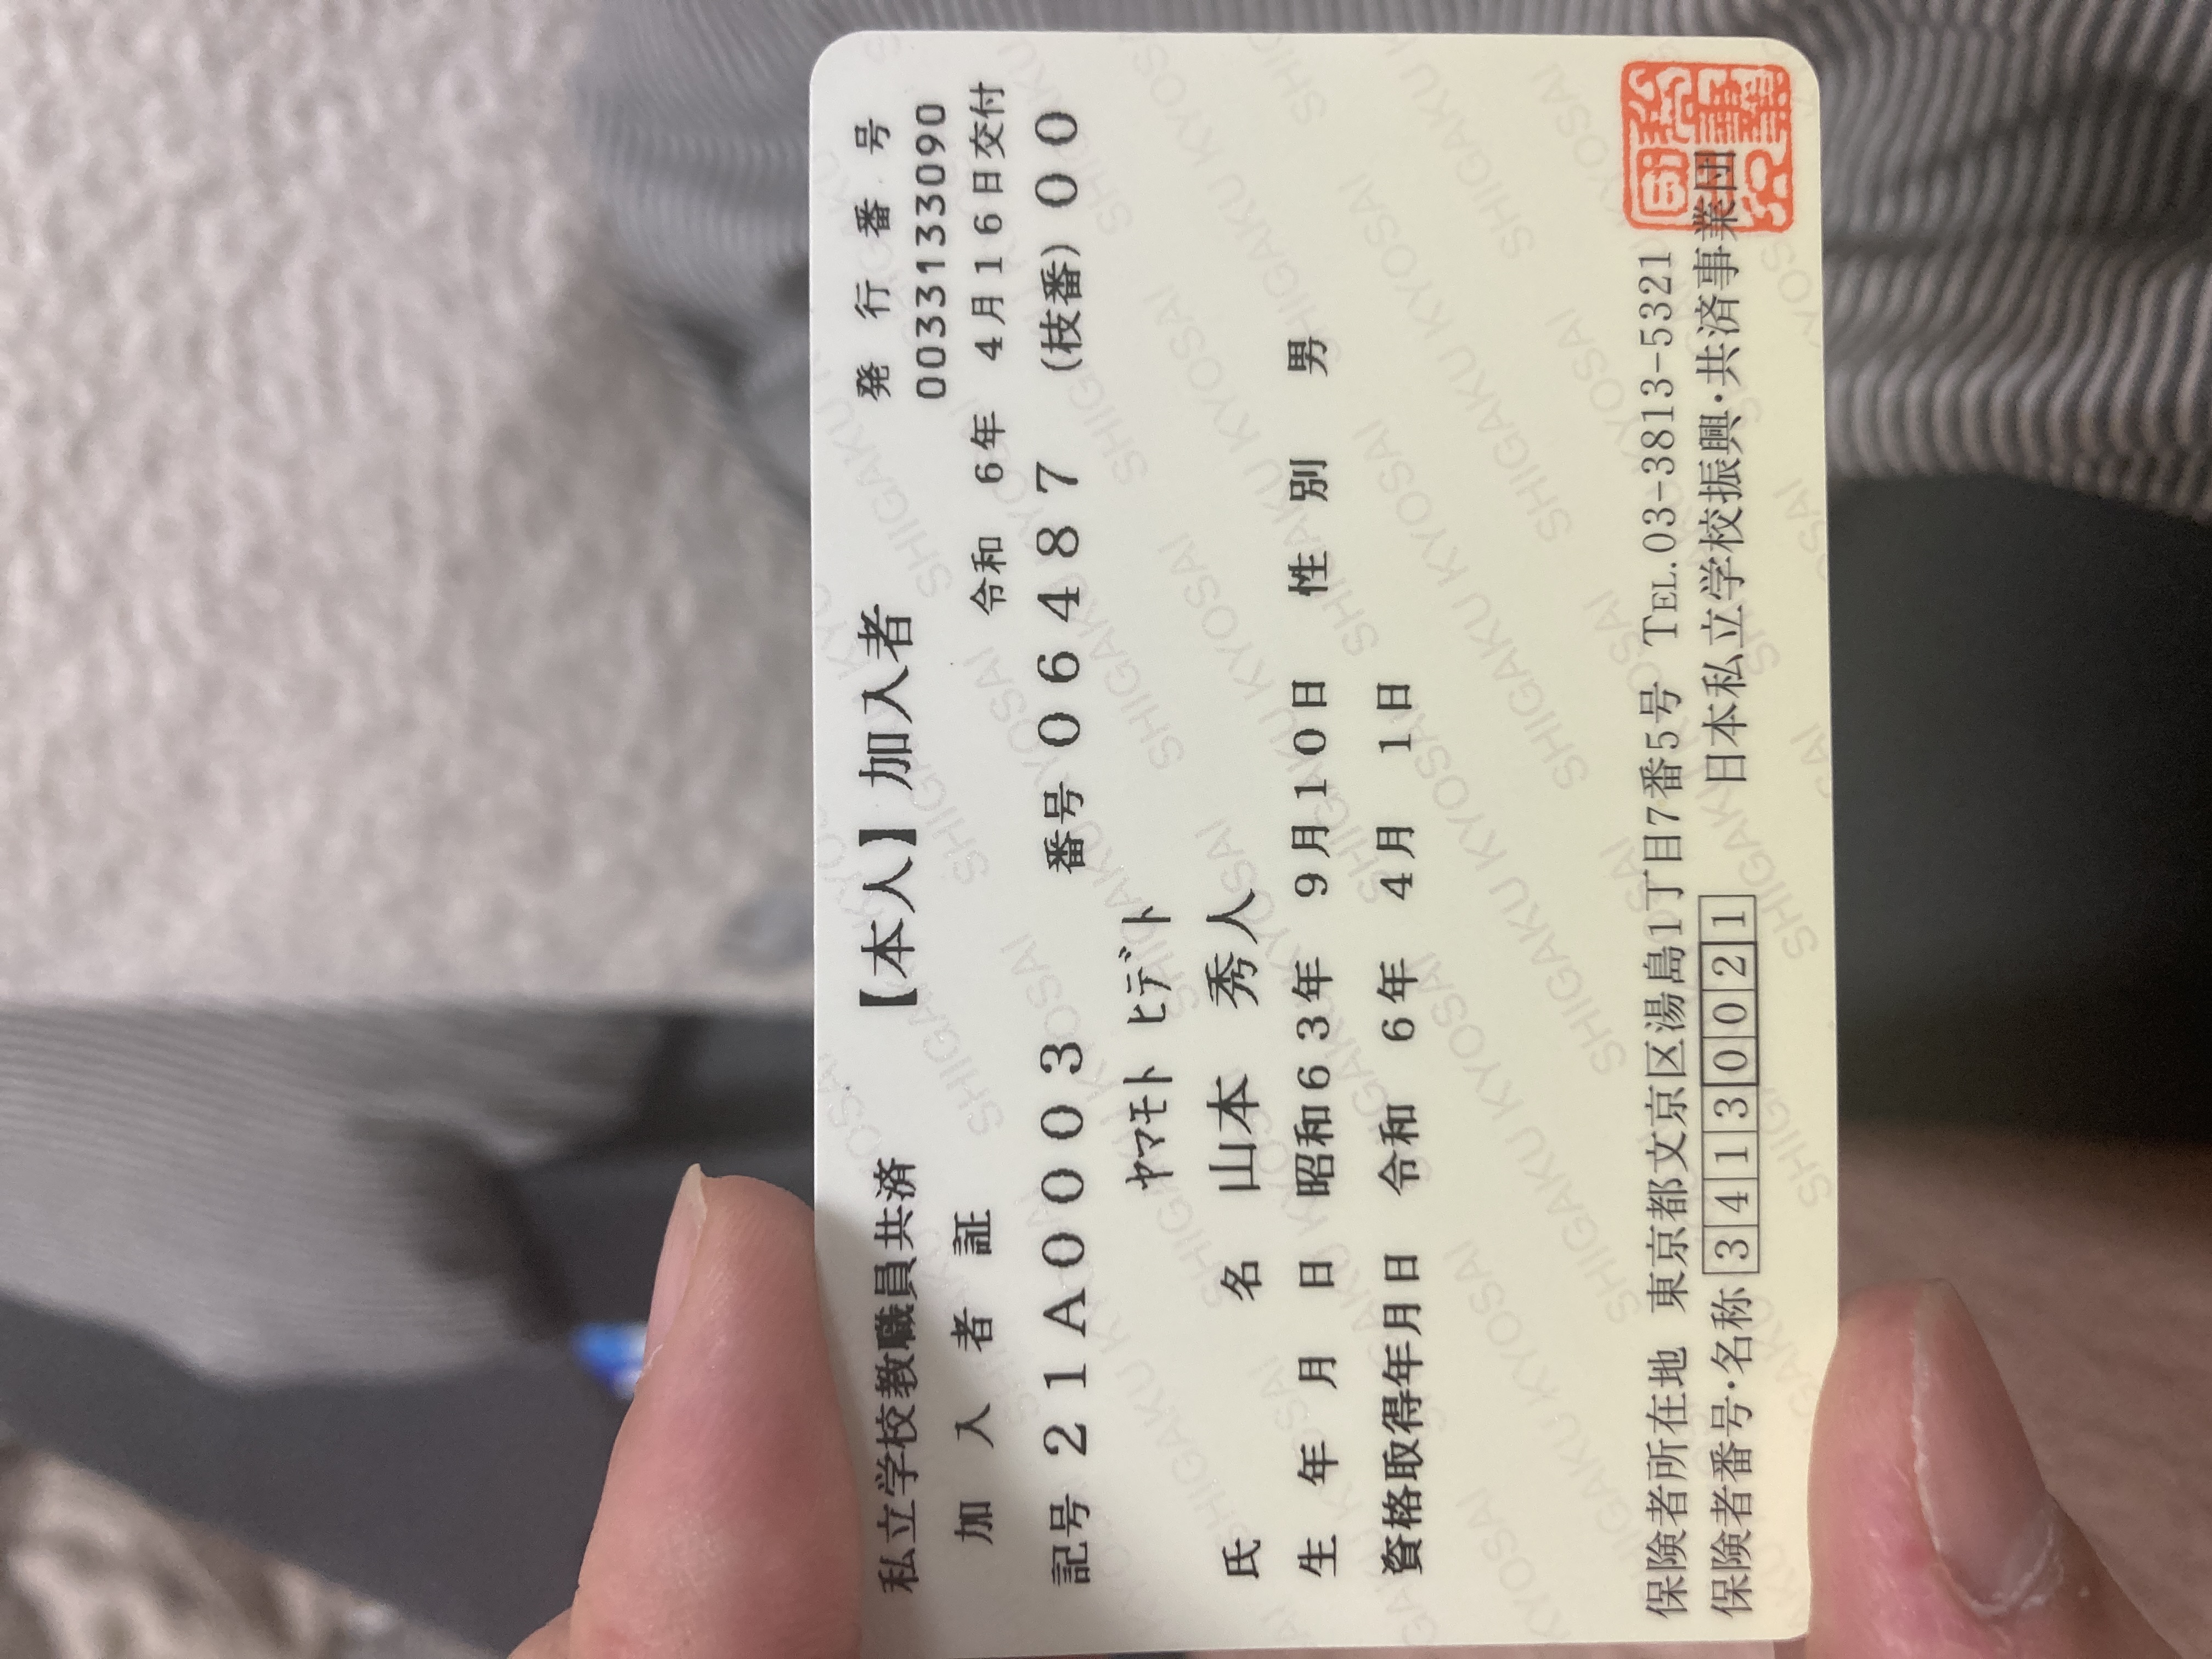 私立学校教職員共済 【本人】加入者 発行番号
加入者証 00331330​90
令和 6年 4月16日交付
記号 21A0003 番号 06​4​8​7 (枝番) 00
ヤマモト ヒデト
氏名 山本 秀人
生年月日 昭和63年 9月10日 性別 男
資格取得年月日 令和 6年 4月 1日
保険者所在地 東京都文京区湯島1丁目7番5号 TEL.03-3813-5321
保険者番号・名称 34130021 日本私立学校振興・共済事業団